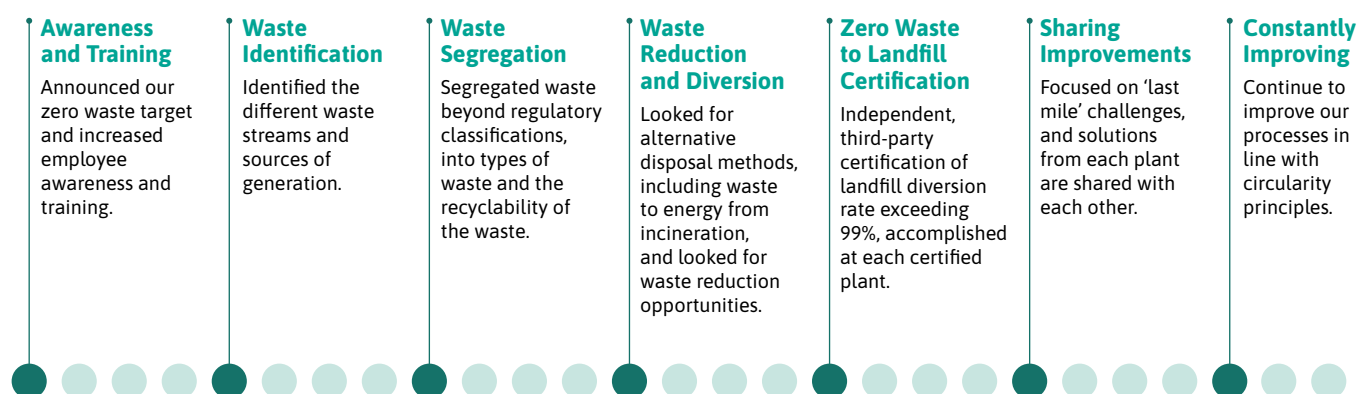 Awareness
and Training
Announced our
zero waste target
and increased
employee
awareness and
training.
Waste
Identification
Identified the
different waste
streams and
sources of
generation.
Waste
Segregation
Segregated waste
beyond regulatory
classifications,
into types of
waste and the
recyclability of
the waste.
Waste
Reduction
and Diversion
Looked for
alternative
disposal methods,
including waste
to energy from
incineration,
and looked for
waste reduction
opportunities.
Zero Waste
to Landfill
Certification
Independent,
third-party
certification of
landfill diversion
rate exceeding
99%, accomplished
at each certified
plant.
Sharing
Improvements
Focused on ‘last
mile’ challenges,
and solutions
from each plant
are shared with
each other.
Constantly
Improving
Continue to
improve our
processes in
line with
circularity
principles.